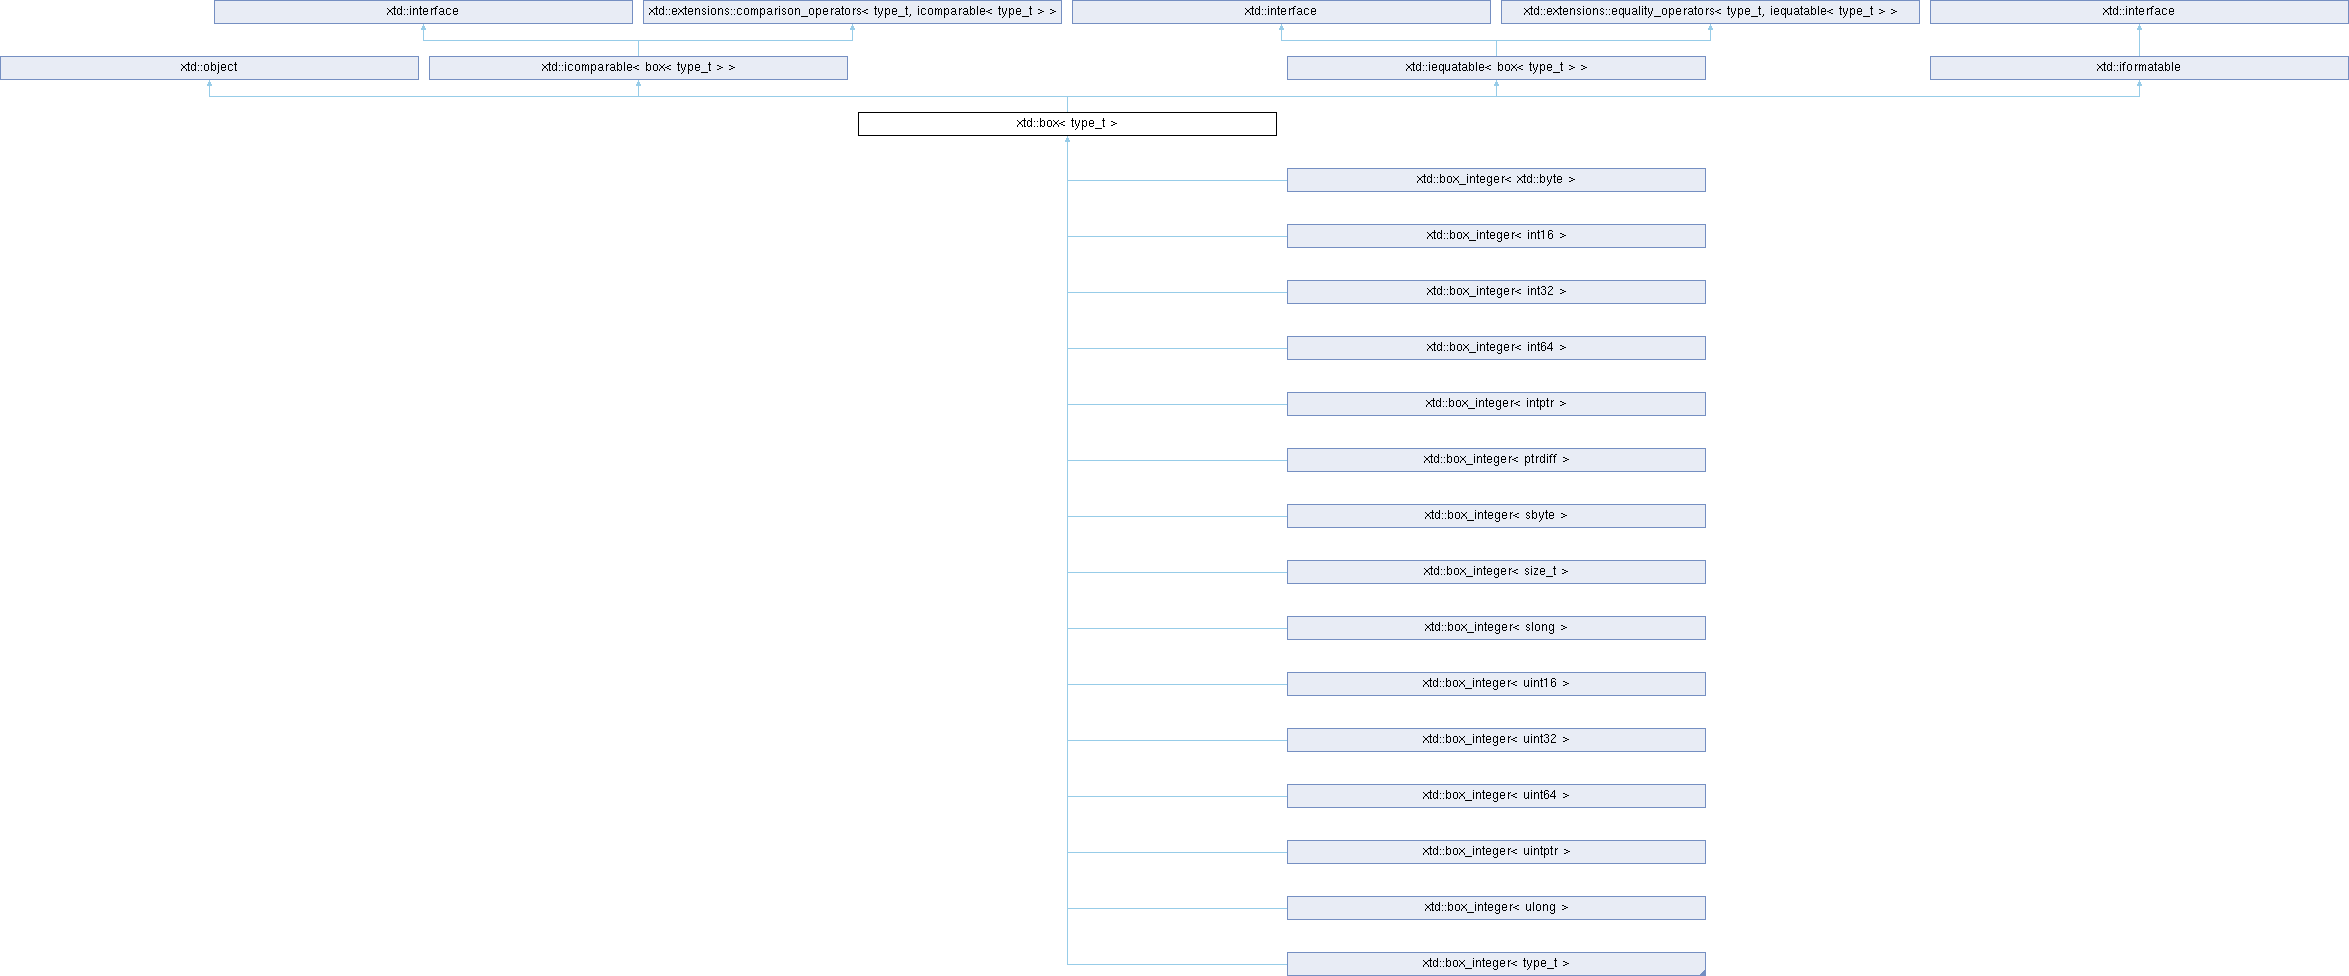 xtd::interface
xtd::extensions::comparison_operators< type_t, icomparable< type_t > >
xtd::interface
xtd::extensions::equality_operators< type_t, iequatable< type_t > >
xtd::interface
xtd::object
xtd::icomparable< box< type_t > >
xtd::iequatable< box< type_t > >
xtd::iformatable
xtd::box< type_t >
xtd::box_integer< xtd::byte >
xtd::box_integer< int16 >
xtd::box_integer< int32 >
xtd::box_integer< int64 >
xtd::box_integer< intptr >
xtd::box_integer< ptrdiff >
xtd::box_integer< sbyte >
xtd::box_integer< size_t >
xtd::box_integer< slong >
xtd::box_integer< uint16 >
xtd::box_integer< uint32 >
xtd::box_integer< uint64 >
xtd::box_integer< uintptr >
xtd::box_integer< ulong >
xtd::box_integer< type_t >